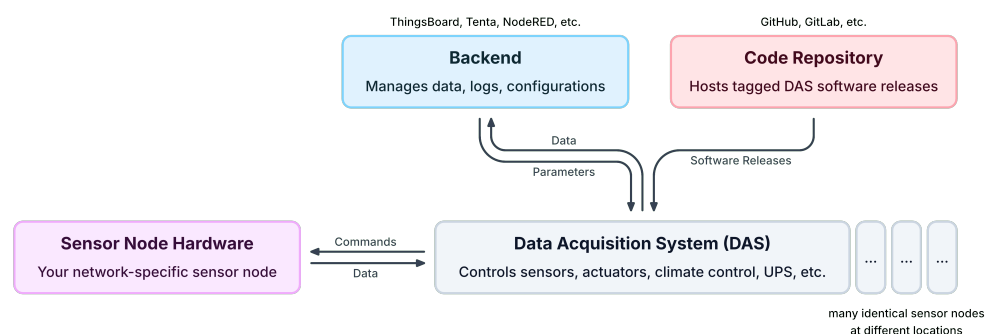 ThingsBoard, Tenta, NodeRED, etc.
GitHub, GitLab, etc.
Backend
Manages data, logs, configurations
Code Repository
Hosts tagged DAS software releases
Data
Parameters
Software Releases
Sensor Node Hardware
Your network-specific sensor node
Commands
Data
Data Acquisition System (DAS)
Controls sensors, actuators, climate control, UPS, etc.
...
...
...
many identical sensor nodes
at different locations